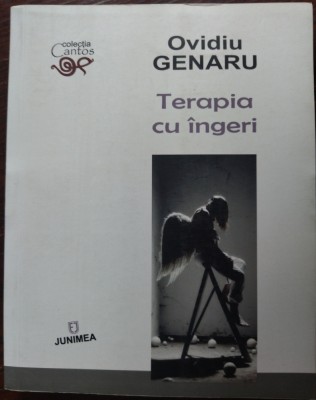 colecția
Cantos
Ovidiu
GENARU
Terapia
cu îngeri
JUNIMEA